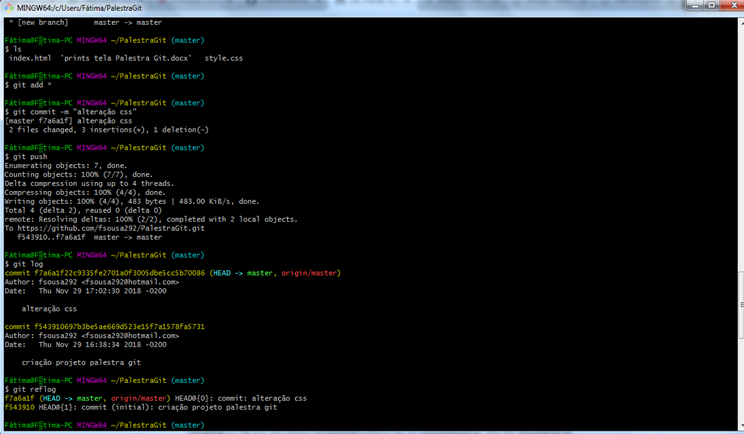 MINGW64:/c/Users/Fátima/PalestraGit
* [new branch]      master -> master
Fátima@Fátima-PC MINGW64 ~/PalestraGit (master)
$ ls
index.html  'prints tela Palestra Git.docx'   style.css
Fátima@Fátima-PC MINGW64 ~/PalestraGit (master)
$ git add *
Fátima@Fátima-PC MINGW64 ~/PalestraGit (master)
$ git commit -m "alteração css"
[master f7a6a1f] alteração css
2 files changed, 3 insertions(+), 1 deletion(-)
Fátima@Fátima-PC MINGW64 ~/PalestraGit (master)
$ git push
Enumerating objects: 7, done.
Counting objects: 100% (7/7), done.
Delta compression using up to 4 threads.
Compressing objects: 100% (4/4), done.
Writing objects: 100% (4/4), 483 bytes | 483.00 KiB/s, done.
Total 4 (delta 2), reused 0 (delta 0)
remote: Resolving deltas: 100% (2/2), completed with 2 local objects.
To https://github.com/fsousa292/PalestraGit.git
f543910..f7a6a1f  master -> master
Fátima@Fátima-PC MINGW64 ~/PalestraGit (master)
$ git log
commit f7a6a1f22c9335fe2701a0f3005dbe5cc5b70086 (HEAD -> master, origin/master)
Author: fsousa292 <fsousa292@hotmail.com>
Date:   Thu Nov 29 17:02:30 2018 -0200
alteração css
commit f543910697b3be5ae669d523e15f7a1578fa5731
Author: fsousa292 <fsousa292@hotmail.com>
Date:   Thu Nov 29 16:38:34 2018 -0200
criação projeto palestra git
Fátima@Fátima-PC MINGW64 ~/PalestraGit (master)
$ git reflog
f7a6a1f (HEAD -> master, origin/master) HEAD@{0}: commit: alteração css
f543910 HEAD@{1}: commit (initial): criação projeto palestra git
Fátima@Fátima-PC MINGW64 ~/PalestraGit (master)